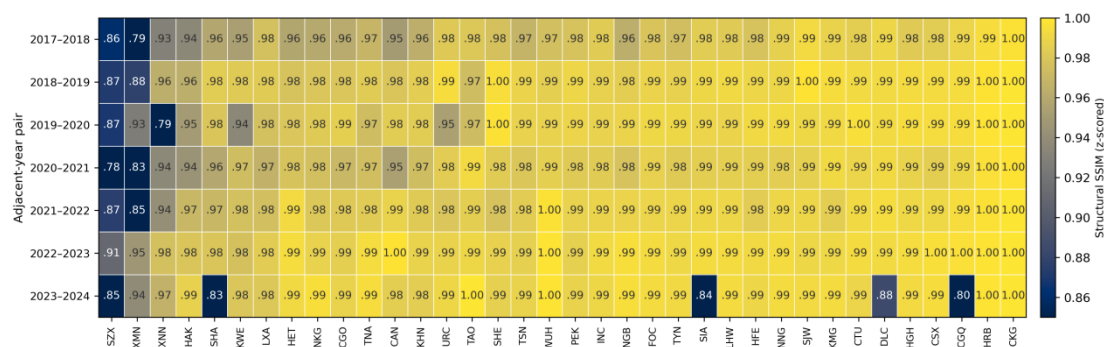 2017–2018 .86 .79 .93 .94 .96 .95 .98 .96 .96 .96 .97 .95 .96 .98 .98 .96 .97 .97 .98 .98 .96 .98 .97 .98 .98 .98 .98 .99 .99 .98 .99 .98 .98 .99 .99 1.00
2018–2019 .87 .88 .96 .96 .98 .98 .98 .98 .98 .98 .98 .98 .98 .99 .97 1.00 .98 .99 .99 .99 .98 .99 .99 .99 .99 .99 .99 1.00 .99 .99 .99 .98 .99 .99 1.00 1.00
2019–2020 .87 .93 .79 .95 .98 .94 .98 .98 .98 .99 .97 .98 .98 .95 .97 1.00 .99 .99 .99 .99 .99 .99 .99 .99 .99 .99 .99 .99 .99 1.00 .99 .99 .99 .99 .99 1.00
2020–2021 .78 .83 .94 .94 .96 .97 .97 .98 .98 .97 .97 .95 .97 .98 .99 .98 .98 .99 .98 .98 .99 .99 .98 .99 .99 .99 .99 .99 .99 .99 .99 .99 .99 .99 1.00 1.00
2021–2022 .87 .85 .94 .97 .97 .98 .98 .99 .98 .98 .98 .98 .98 .99 .99 .98 .98 1.00 .99 .99 .99 .99 .99 .99 .99 .98 .99 .99 .99 .99 .99 .99 .99 .99 1.00 1.00
2022–2023 .91 .95 .98 .98 .98 .98 .98 .99 .99 .99 .99 1.00 .99 .99 .99 .99 .99 1.00 .99 .99 .99 .99 .99 .99 .99 .99 .99 .99 .99 .99 .99 .99 1.00 1.00 1.00 1.00
2023–2024 .85 .94 .97 .99 .83 .98 .98 .99 .99 .99 .99 .98 .98 .99 1.00 .99 .99 1.00 .99 .99 .99 .99 .99 .84 .99 .99 .99 .99 .99 .99 .88 .99 .99 .80 1.00 1.00
Adjacent-year pair
SZX XMN XNN HAK SHA KWE LXA HET NKG CGO TNA CAN KHN URC TAO SHE TSN WUH PEK INC NGB FOC TYN SIA LHW HFE NNG SJW KMG CTU DLC HGH CSX CGQ HRB CKG
1.00
0.98
0.96
0.94
0.92
0.90
0.88
0.86
Structural SSIM (z-scored)